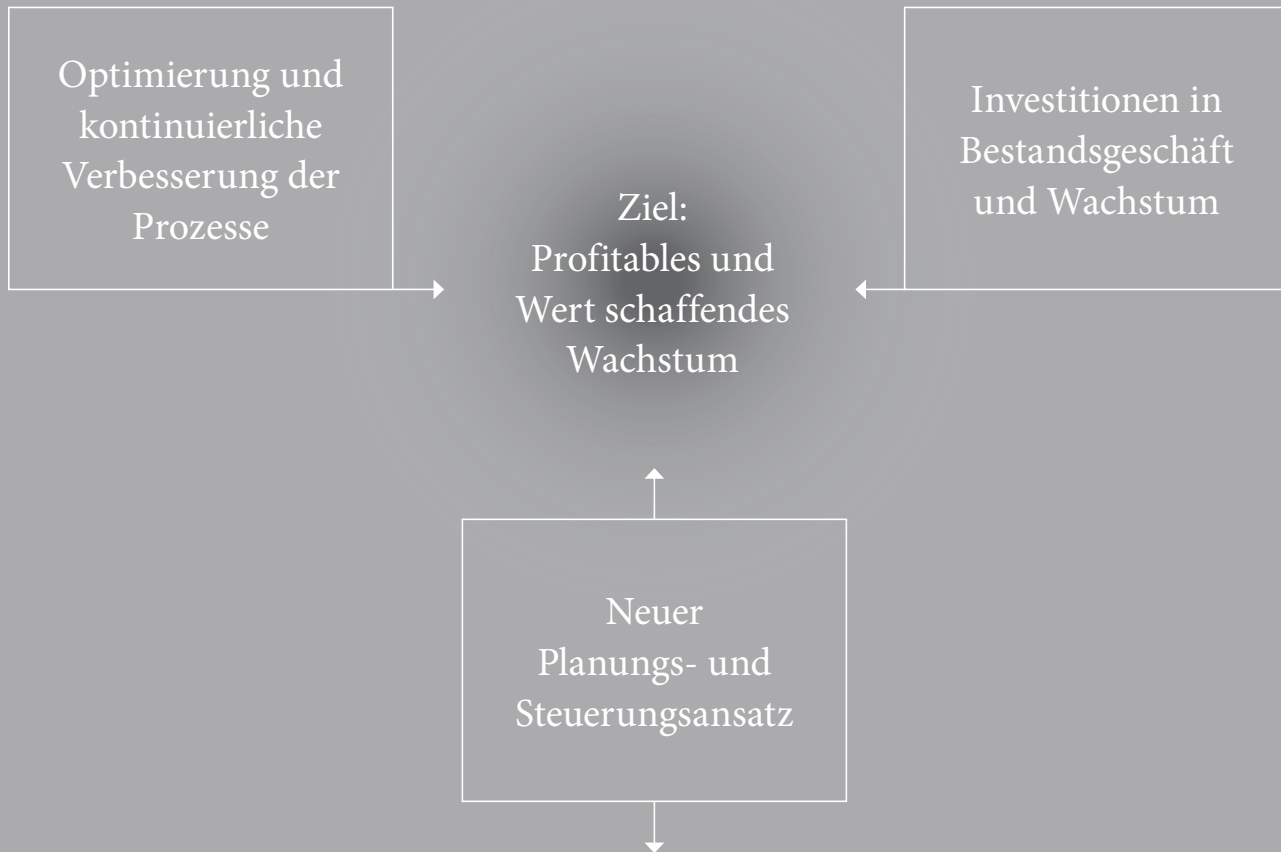 Optimierung und
kontinuierliche
Verbesserung der
Prozesse
Ziel:
Profitables und
Wert schaffendes
Wachstum
Investitionen in
Bestandsgeschäft
und Wachstum
Neuer
Planungs- und
Steuerungsansatz